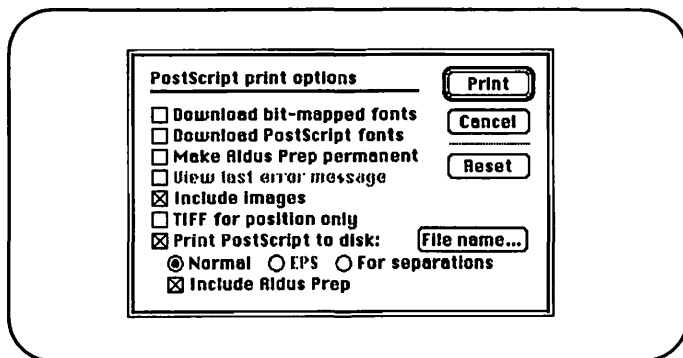 PostScript print options
Print
Download bit-mapped fonts
Cancel
Download PostScript fonts
Make Aldus Prep permanent
Reset
View last error message
Include images
TIFF for position only
Print PostScript to disk:
File name...
Normal EPS For separations
Include Aldus Prep